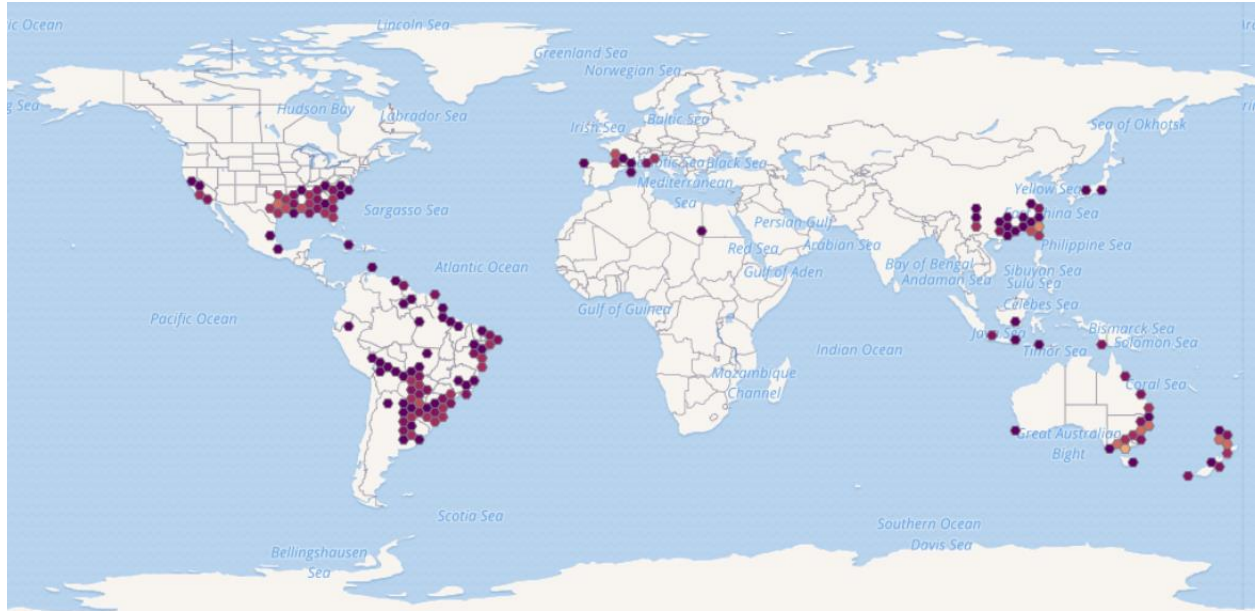 ic Ocean
Lincoln Sea
Greenland Sea
Norwegian Sea
Hudson Bay
Labrador Sea
Irish Sea
Baltic Sea
Sea of Okhotsk
g Sea
Black Sea
Mediterranean
Sea
Yellow Sea
East China Sea
Sargasso Sea
Persian Gulf
Philippine Sea
Red Sea
Arabian Sea
Gulf of Aden
Bay of Bengal
Andaman Sea
Sibuyan Sea
Sulu Sea
Celebes Sea
Atlantic Ocean
Gulf of Guinea
Pacific Ocean
Java Sea
Bismarck Sea
Solomon Sea
Timor Sea
Indian Ocean
Mozambique
Channel
Coral Sea
Great Australian
Bight
Scotia Sea
Southern Ocean
Davis Sea
Bellingshausen
Sea